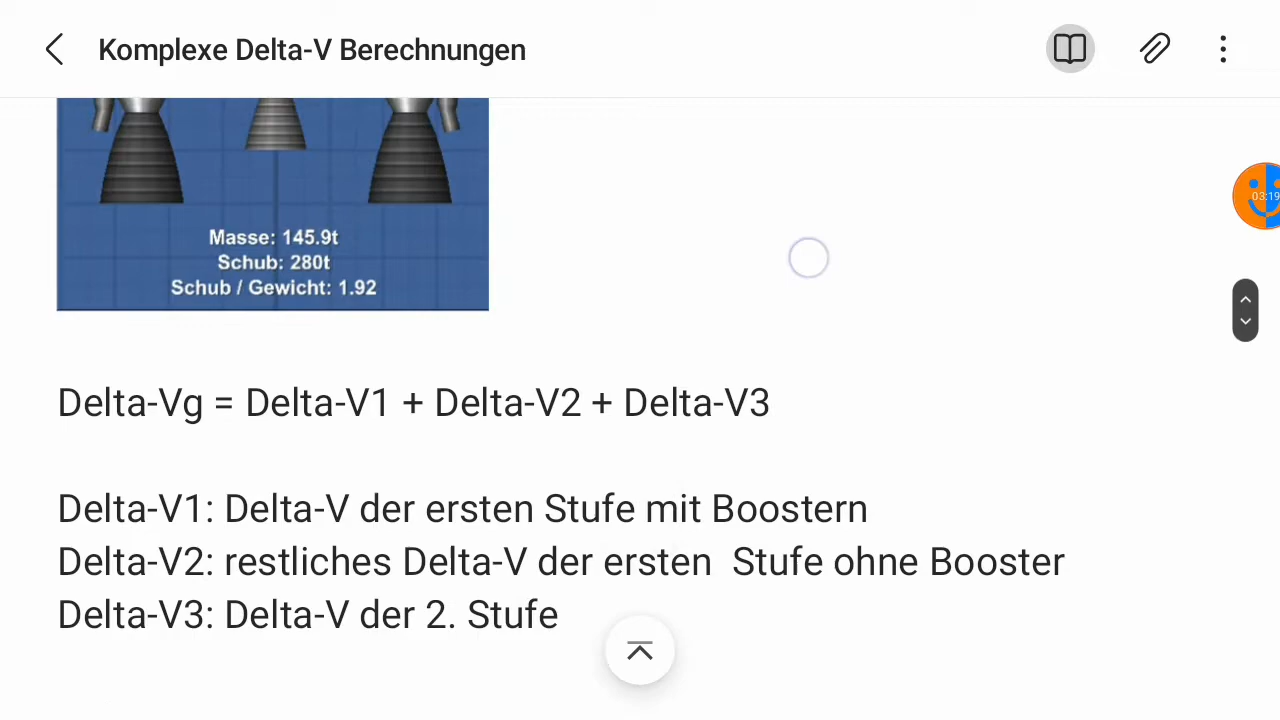 Komplexe Delta-V Berechnungen
03:19
Masse: 145.9t
Schub: 280t
Schub / Gewicht: 1.92
Delta-Vg = Delta-V1 + Delta-V2 + Delta-V3
Delta-V1: Delta-V der ersten Stufe mit Boostern
Delta-V2: restliches Delta-V der ersten  Stufe ohne Booster
Delta-V3: Delta-V der 2. Stufe